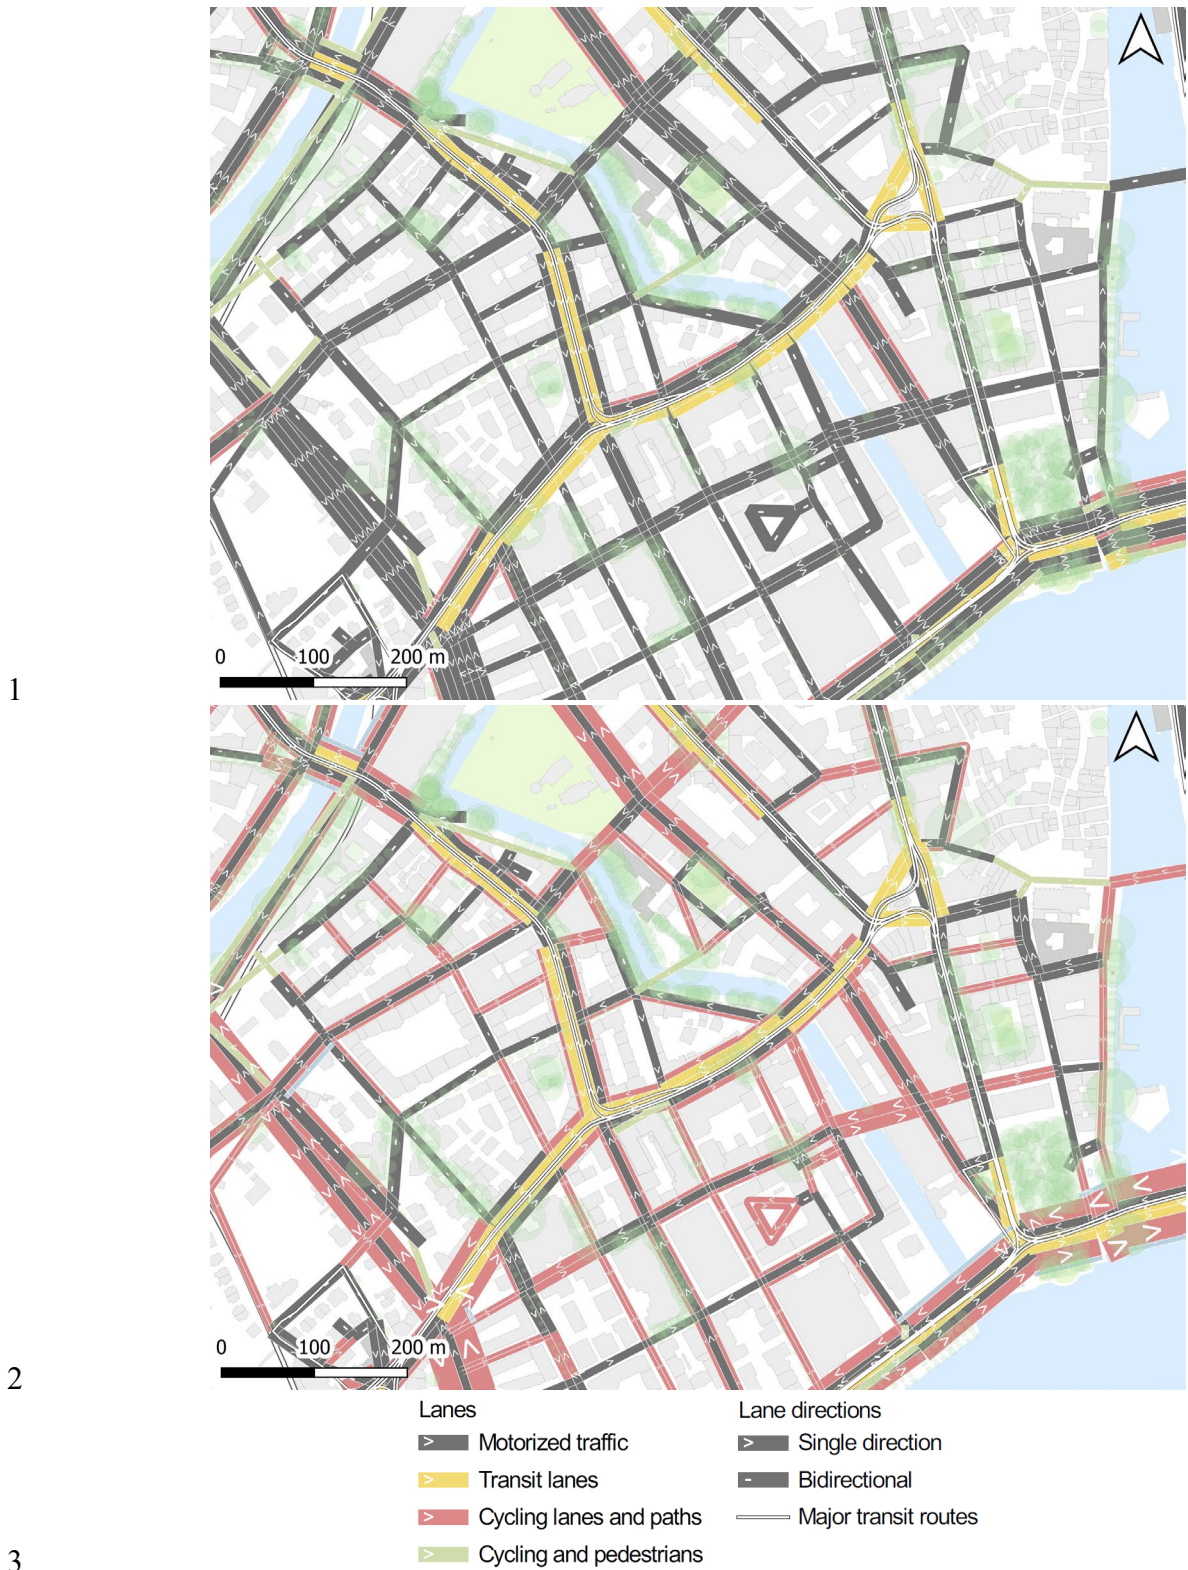 0 100 200 m
1
0 100 200 m
2
Lanes
Motorized traffic
Transit lanes
Cycling lanes and paths
Cycling and pedestrians
Lane directions
Single direction
Bidirectional
Major transit routes
3